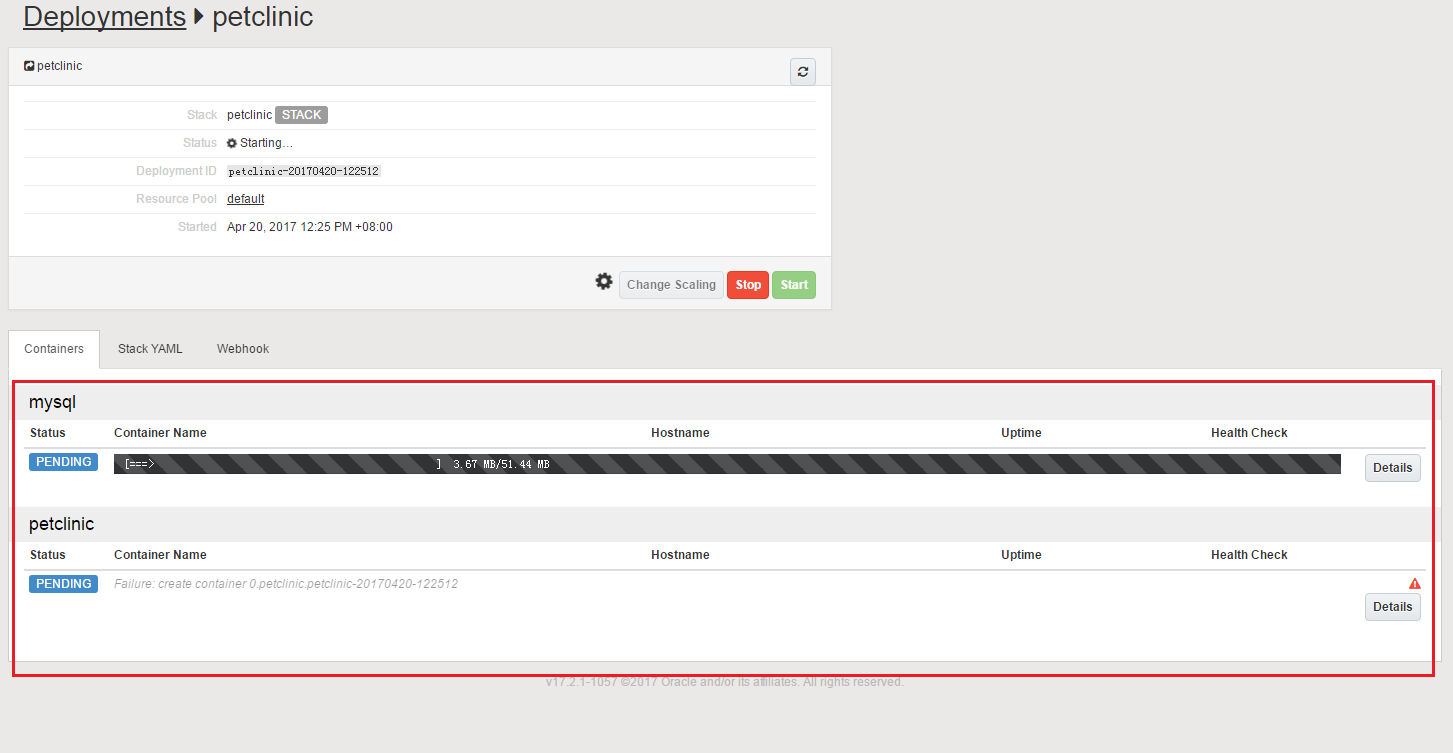 Deployments petclinic
petclinic
Stack petclinic STACK
Status Starting...
Deployment ID petclinic-20170420-122512
Resource Pool default
Started Apr 20, 2017 12:25 PM +08:00
Change Scaling Stop Start
Containers Stack YAML Webhook
mysql
Status Container Name Hostname Uptime Health Check
PENDING [===> ] 3.67 MB/51.44 MB Details
petclinic
Status Container Name Hostname Uptime Health Check
PENDING Failure: create container 0.petclinic.petclinic-20170420-122512
Details
v17.2.1-1057 ©2017 Oracle and/or its affiliates. All rights reserved.